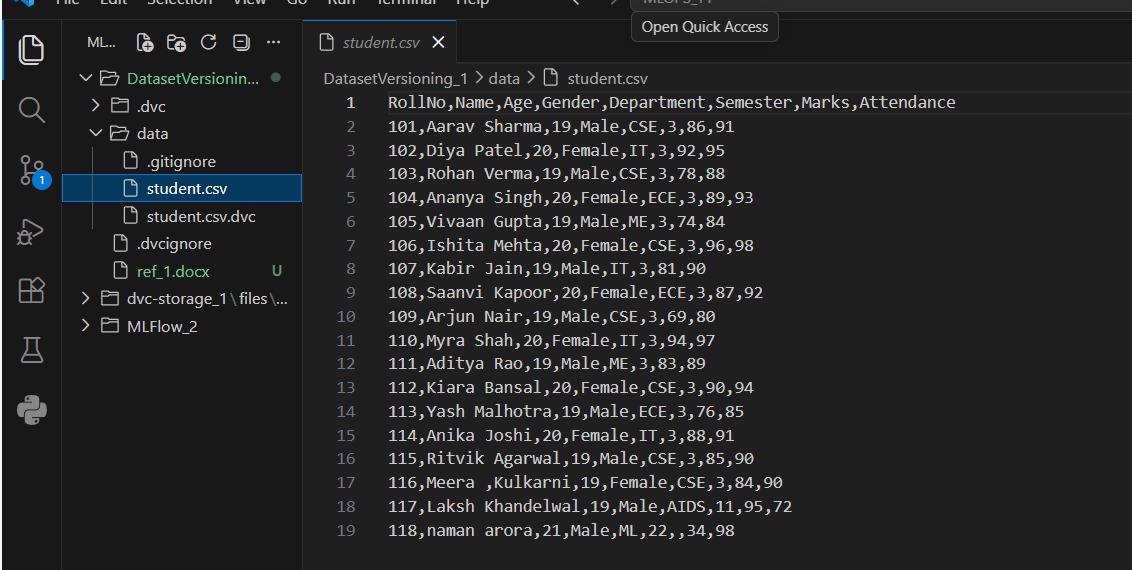 File Edit Selection View Go Run Terminal Help
Open Quick Access
ML...
student.csv
DatasetVersionin...
.dvc
data
.gitignore
student.csv
student.csv.dvc
.dvcignore
ref_1.docx U
dvc-storage_1\files\...
MLFlow_2
1
DatasetVersioning_1 > data > student.csv
1 RollNo,Name,Age,Gender,Department,Semester,Marks,Attendance
2 101,Aarav Sharma,19,Male,CSE,3,86,91
3 102,Diya Patel,20,Female,IT,3,92,95
4 103,Rohan Verma,19,Male,CSE,3,78,88
5 104,Ananya Singh,20,Female,ECE,3,89,93
6 105,Vivaan Gupta,19,Male,ME,3,74,84
7 106,Ishita Mehta,20,Female,CSE,3,96,98
8 107,Kabir Jain,19,Male,IT,3,81,90
9 108,Saanvi Kapoor,20,Female,ECE,3,87,92
10 109,Arjun Nair,19,Male,CSE,3,69,80
11 110,Myra Shah,20,Female,IT,3,94,97
12 111,Aditya Rao,19,Male,ME,3,83,89
13 112,Kiara Bansal,20,Female,CSE,3,90,94
14 113,Yash Malhotra,19,Male,ECE,3,76,85
15 114,Anika Joshi,20,Female,IT,3,88,91
16 115,Ritvik Agarwal,19,Male,CSE,3,85,90
17 116,Meera ,Kulkarni,19,Female,CSE,3,84,90
18 117,Laksh Khandelwal,19,Male,AIDS,11,95,72
19 118,naman arora,21,Male,ML,22,,34,98